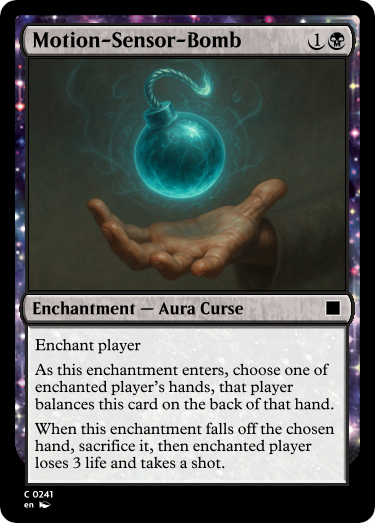 Motion-Sensor-Bomb 1
Enchantment — Aura Curse
Enchant player
As this enchantment enters, choose one of
enchanted player's hands, that player
balances this card on the back of that hand.
When this enchantment falls off the chosen
hand, sacrifice it, then enchanted player
loses 3 life and takes a shot.
C 0241
en